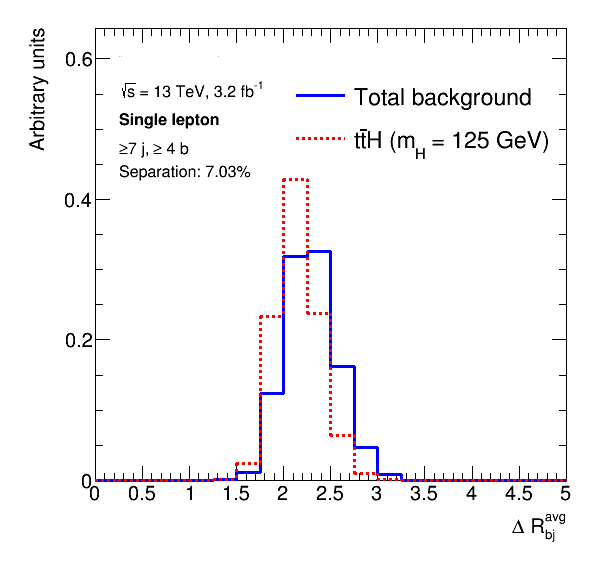 Arbitrary units
0.6
0.4
0.2
0
√s = 13 TeV, 3.2 fb⁻¹
Single lepton
≥7 j, ≥ 4 b
Separation: 7.03%
Total background
tt̄H (m_H = 125 GeV)
0 0.5 1 1.5 2 2.5 3 3.5 4 4.5 5
Δ R_bj^avg